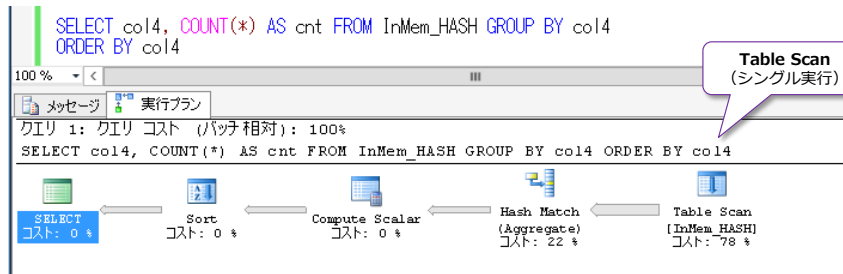 SELECT col4, COUNT(*) AS cnt FROM InMem_HASH GROUP BY col4
ORDER BY col4
Table Scan
(シングル実行)
100 %
メッセージ 実行プラン
クエリ 1: クエリ コスト (バッチ相対): 100%
SELECT col4, COUNT(*) AS cnt FROM InMem_HASH GROUP BY col4 ORDER BY col4
SELECT
コスト: 0 %
Sort
コスト: 0 %
Compute Scalar
コスト: 0 %
Hash Match
(Aggregate)
コスト: 22 %
Table Scan
[InMem_HASH]
コスト: 78 %